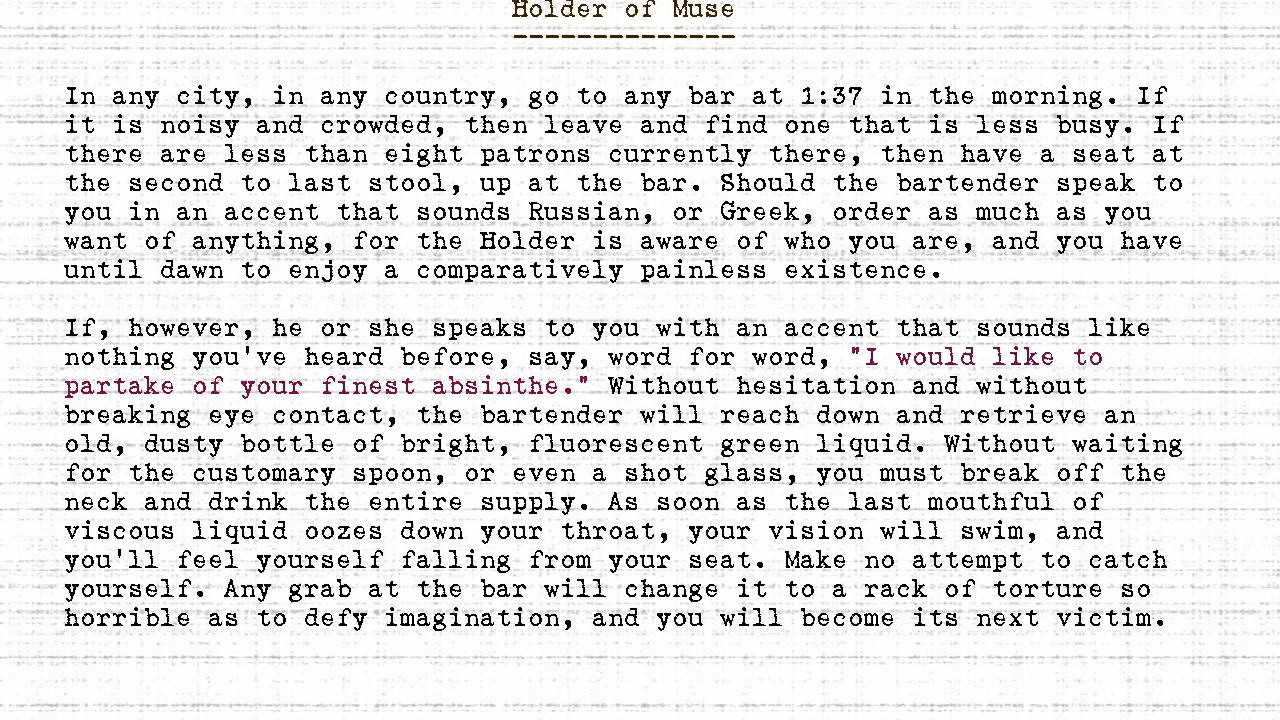 Holder of Muse
--------------
In any city, in any country, go to any bar at 1:37 in the morning. If
it is noisy and crowded, then leave and find one that is less busy. If
there are less than eight patrons currently there, then have a seat at
the second to last stool, up at the bar. Should the bartender speak to
you in an accent that sounds Russian, or Greek, order as much as you
want of anything, for the Holder is aware of who you are, and you have
until dawn to enjoy a comparatively painless existence.
If, however, he or she speaks to you with an accent that sounds like
nothing you've heard before, say, word for word, "I would like to
partake of your finest absinthe." Without hesitation and without
breaking eye contact, the bartender will reach down and retrieve an
old, dusty bottle of bright, fluorescent green liquid. Without waiting
for the customary spoon, or even a shot glass, you must break off the
neck and drink the entire supply. As soon as the last mouthful of
viscous liquid oozes down your throat, your vision will swim, and
you'll feel yourself falling from your seat. Make no attempt to catch
yourself. Any grab at the bar will change it to a rack of torture so
horrible as to defy imagination, and you will become its next victim.